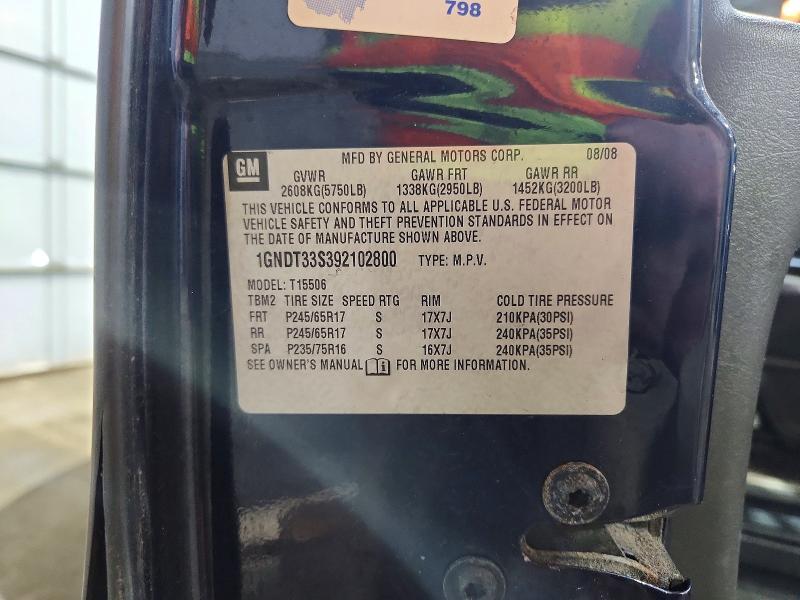 798
GM
MFD BY GENERAL MOTORS CORP. 08/08
GVWR GAWR FRT GAWR RR
2608KG(5750LB) 1338KG(2950LB) 1452KG(3200LB)
THIS VEHICLE CONFORMS TO ALL APPLICABLE U.S. FEDERAL MOTOR
VEHICLE SAFETY AND THEFT PREVENTION STANDARDS IN EFFECT ON
THE DATE OF MANUFACTURE SHOWN ABOVE.
1GNDT33S392102800 TYPE: M.P.V.
MODEL: T15506
TBM2 TIRE SIZE SPEED RTG RIM COLD TIRE PRESSURE
FRT P245/65R17 S 17X7J 210KPA(30PSI)
RR P245/65R17 S 17X7J 240KPA(35PSI)
SPA P235/75R16 S 16X7J 240KPA(35PSI)
SEE OWNER'S MANUAL FOR MORE INFORMATION.